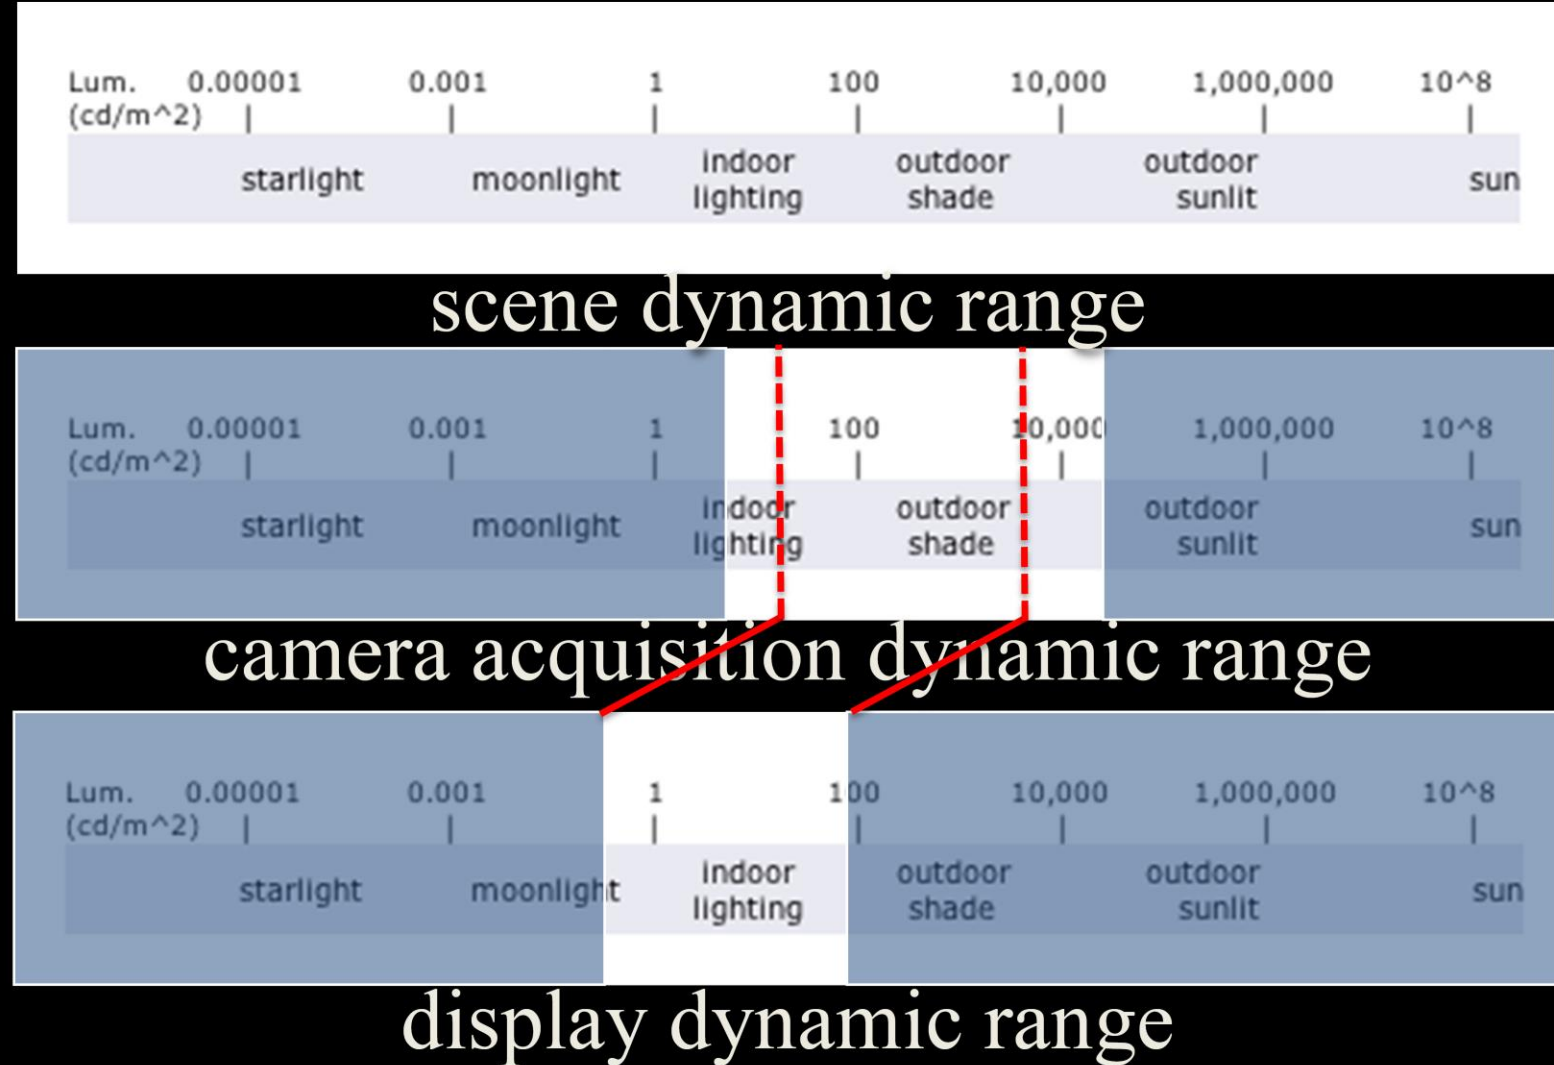 Lum. 0.00001 0.001 1 100 10,000 1,000,000 10^8
(cd/m^2)
starlight moonlight indoor lighting outdoor shade outdoor sunlit sun
scene dynamic range
Lum. 0.00001 0.001 1 100 10,000 1,000,000 10^8
(cd/m^2)
starlight moonlight indoor lighting outdoor shade outdoor sunlit sun
camera acquisition dynamic range
Lum. 0.00001 0.001 1 100 10,000 1,000,000 10^8
(cd/m^2)
starlight moonlight indoor lighting outdoor shade outdoor sunlit sun
display dynamic range